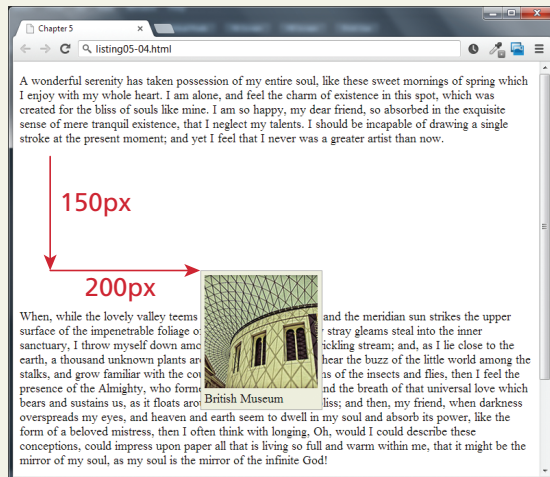 Chapter 5
listing05-04.html
A wonderful serenity has taken possession of my entire soul, like these sweet mornings of spring which
I enjoy with my whole heart. I am alone, and feel the charm of existence in this spot, which was
created for the bliss of souls like mine. I am so happy, my dear friend, so absorbed in the exquisite
sense of mere tranquil existence, that I neglect my talents. I should be incapable of drawing a single
stroke at the present moment; and yet I feel that I never was a greater artist than now.
150px
200px
When, while the lovely valley teems and the meridian sun strikes the upper
surface of the impenetrable foliage o stray gleams steal into the inner
sanctuary, I throw myself down amo rickling stream; and, as I lie close to the
earth, a thousand unknown plants ar hear the buzz of the little world among the
stalks, and grow familiar with the cou ns of the insects and flies, then I feel the
presence of the Almighty, who forme nd the breath of that universal love which
bears and sustains us, as it floats arou liss; and then, my friend, when darkness
British Museum
overspreads my eyes, and heaven and earth seem to dwell in my soul and absorb its power, like the
form of a beloved mistress, then I often think with longing, Oh, would I could describe these
conceptions, could impress upon paper all that is living so full and warm within me, that it might be the
mirror of my soul, as my soul is the mirror of the infinite God!